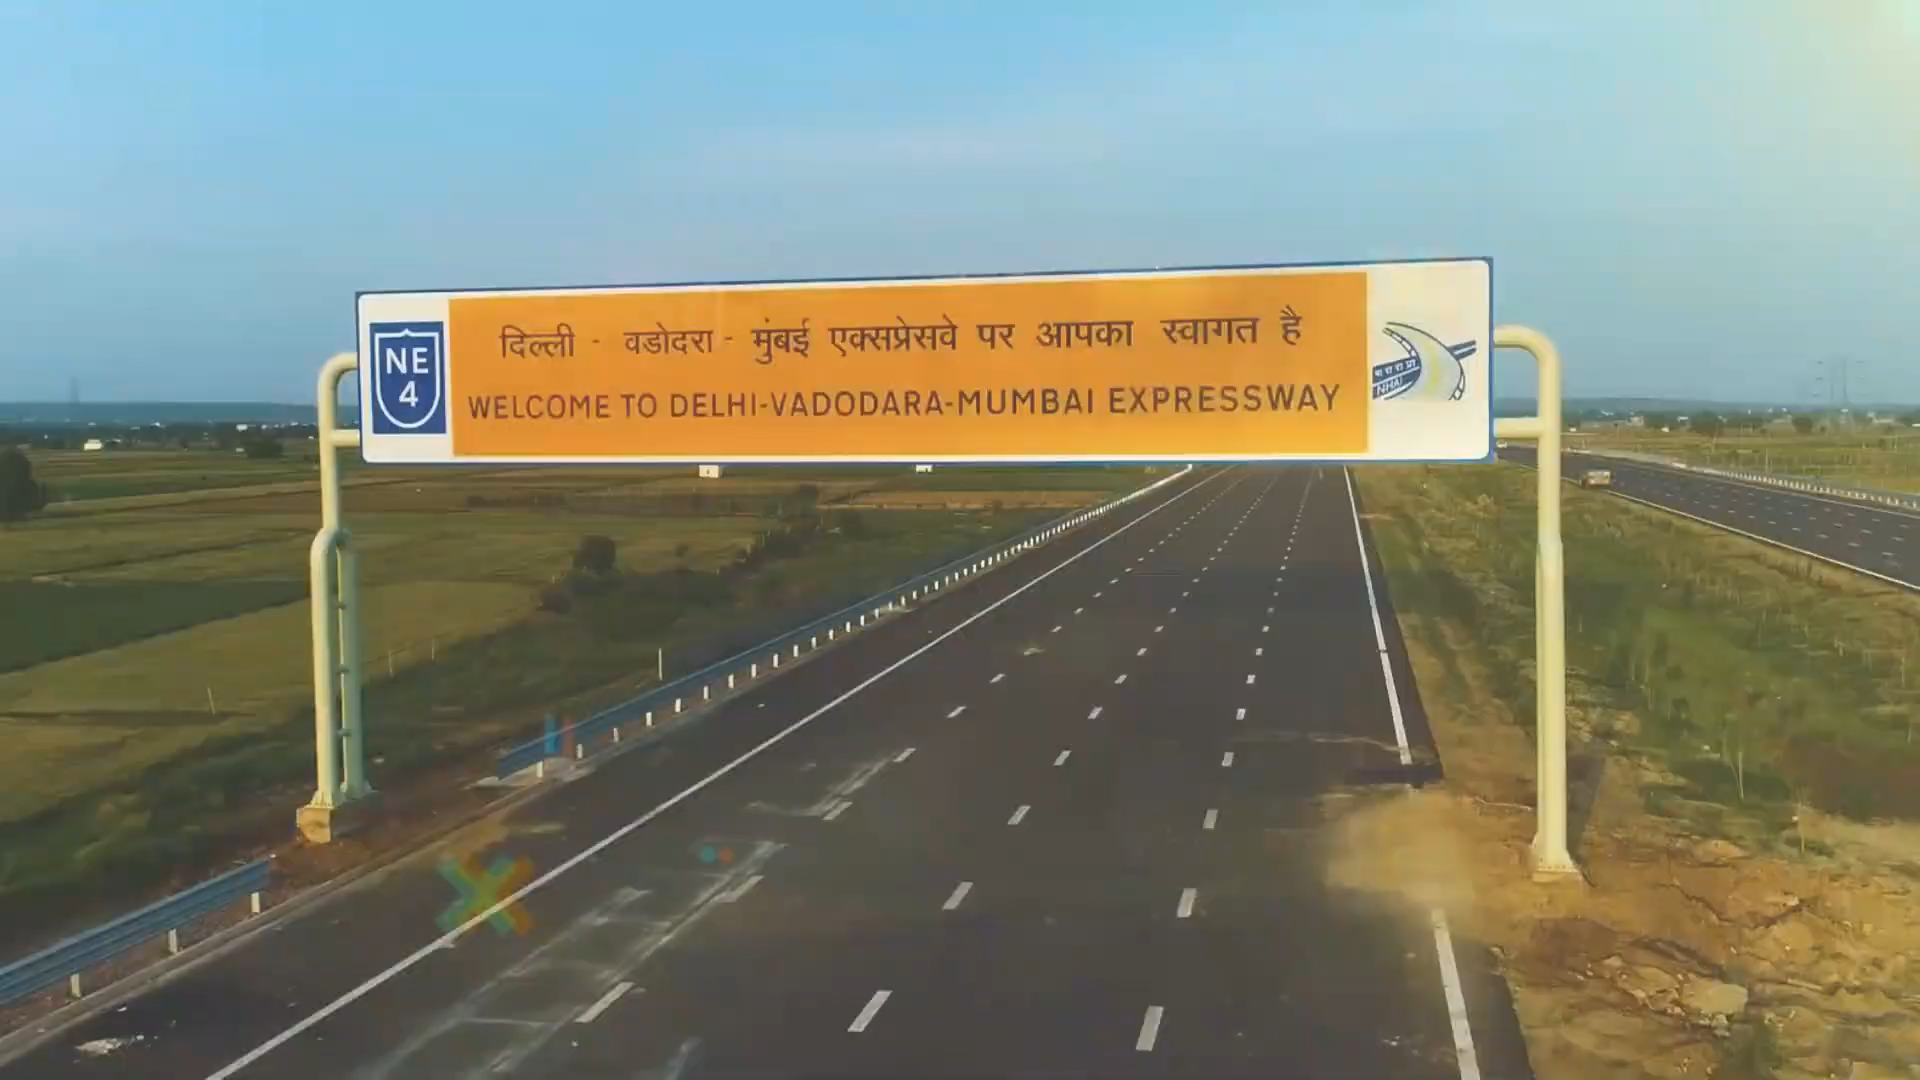 NE
4
दिल्ली - वडोदरा - मुंबई एक्सप्रेसवे पर आपका स्वागत है
WELCOME TO DELHI-VADODARA-MUMBAI EXPRESSWAY
भा रा रा प्रा
NHAI